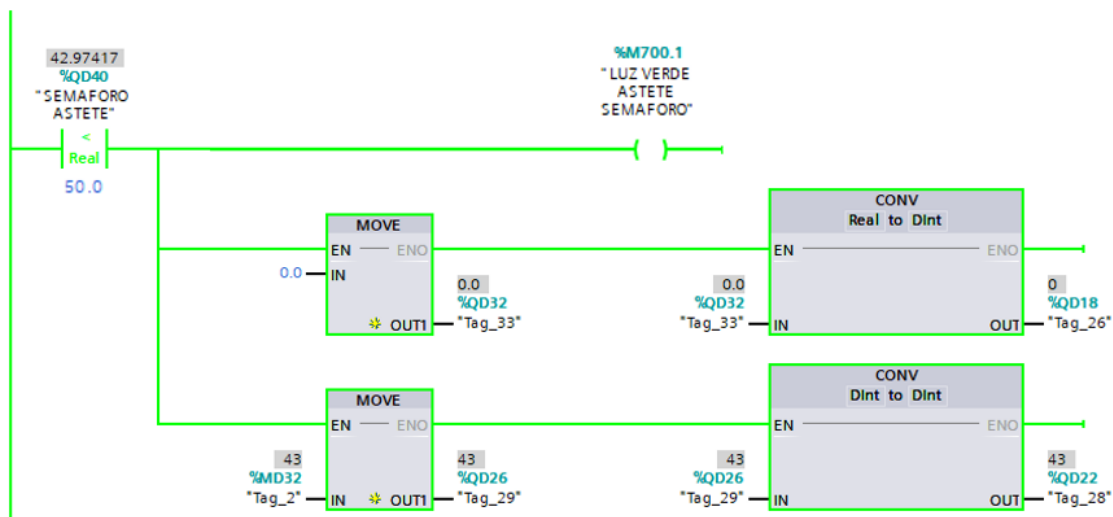 42.97417
%QD40
"SEMAFORO
ASTETE"
<
Real
50.0
%M700.1
"LUZ VERDE
ASTETE
SEMAFORO"
MOVE
EN ENO
0.0 IN
OUT1
0.0
%QD32
"Tag_33"
CONV
Real to DInt
EN ENO
0.0
%QD32
"Tag_33" IN
OUT
0
%QD18
"Tag_26"
MOVE
EN ENO
43
%MD32
"Tag_2" IN
OUT1
43
%QD26
"Tag_29"
CONV
DInt to DInt
EN ENO
43
%QD26
"Tag_29" IN
OUT
43
%QD22
"Tag_28"